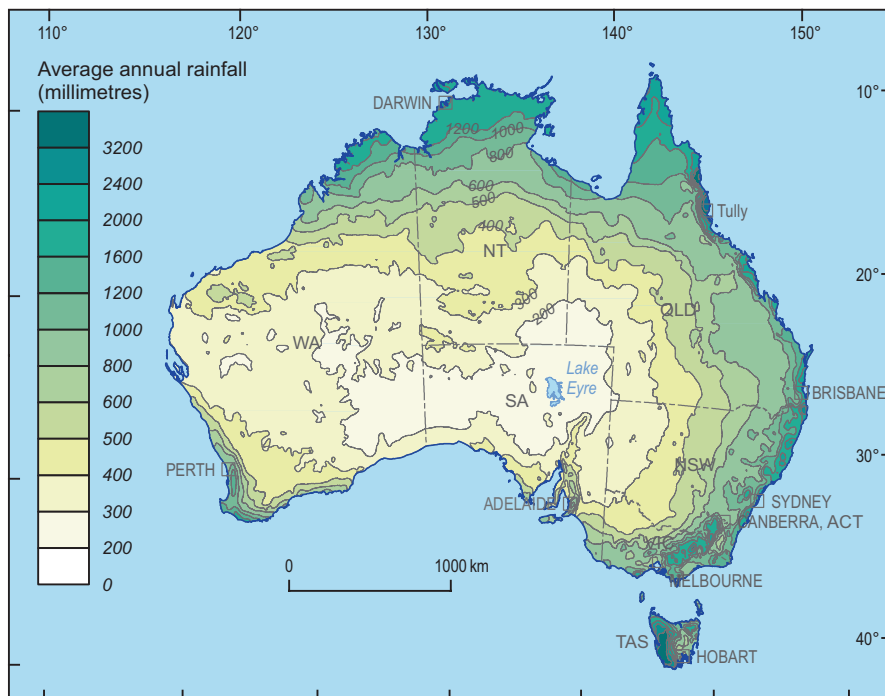 110°
120°
130°
140°
150°
Average annual rainfall
(millimetres)
3200
2400
2000
1600
1200
1000
800
600
500
400
300
200
0
10°
20°
30°
40°
DARWIN
1200
1000
800
600
500
400
NT
300
200
Tully
QLD
WA
Lake
Eyre
SA
BRISBANE
PERTH
NSW
ADELAIDE
SYDNEY
CANBERRA, ACT
VIC
MELBOURNE
0
1000 km
TAS
HOBART